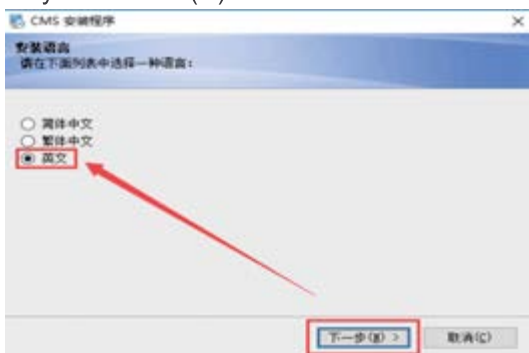 CMS 安装程序
安装语言
请在下面列表中选择一种语言:
简体中文
繁体中文
英文
下一步(N) >
取消(C)